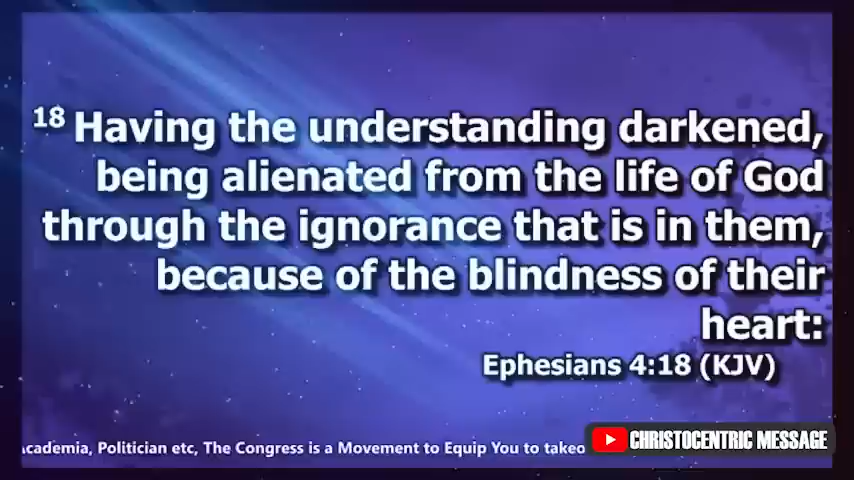 18 Having the understanding darkened,
being alienated from the life of God
through the ignorance that is in them,
because of the blindness of their
heart:
Ephesians 4:18 (KJV)
Academia, Politician etc, The Congress is a Movement to Equip You to takeo
CHRISTOCENTRIC MESSAGE